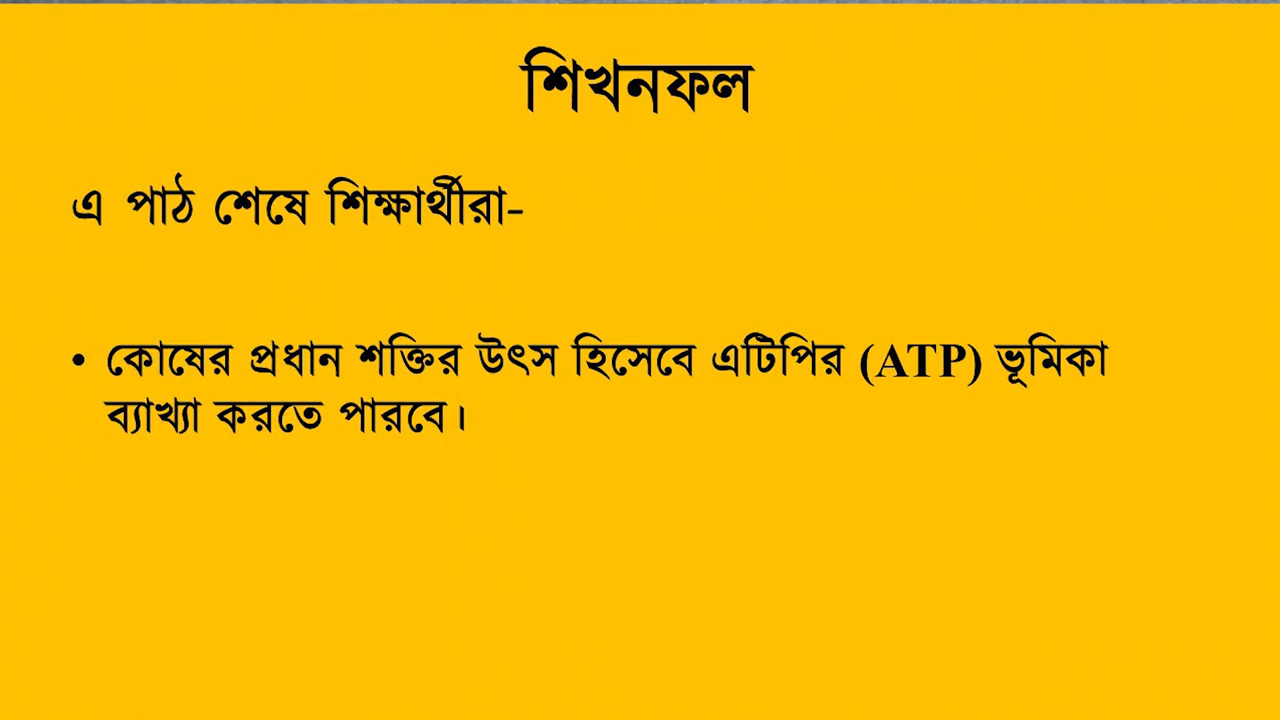 শিখনফল
এ পাঠ শেষে শিক্ষার্থীরা-
• কোষের প্রধান শক্তির উৎস হিসেবে এটিপির (ATP) ভূমিকা
ব্যাখ্যা করতে পারবে।